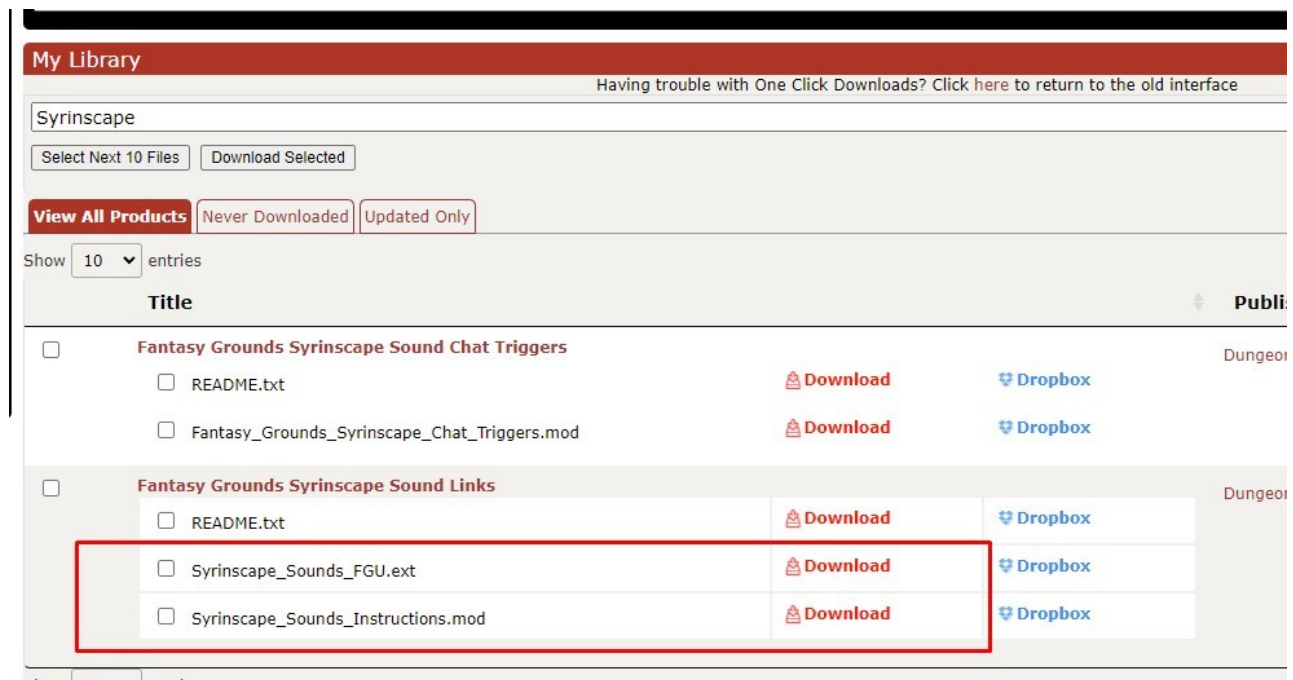 My Library
Having trouble with One Click Downloads? Click here to return to the old interface
Syrinscape
Select Next 10 Files Download Selected
View All Products Never Downloaded Updated Only
Show 10 entries
Title Publi
Fantasy Grounds Syrinscape Sound Chat Triggers Dungeon
README.txt Download Dropbox
Fantasy_Grounds_Syrinscape_Chat_Triggers.mod Download Dropbox
Fantasy Grounds Syrinscape Sound Links Dungeon
README.txt Download Dropbox
Syrinscape_Sounds_FGU.ext Download Dropbox
Syrinscape_Sounds_Instructions.mod Download Dropbox